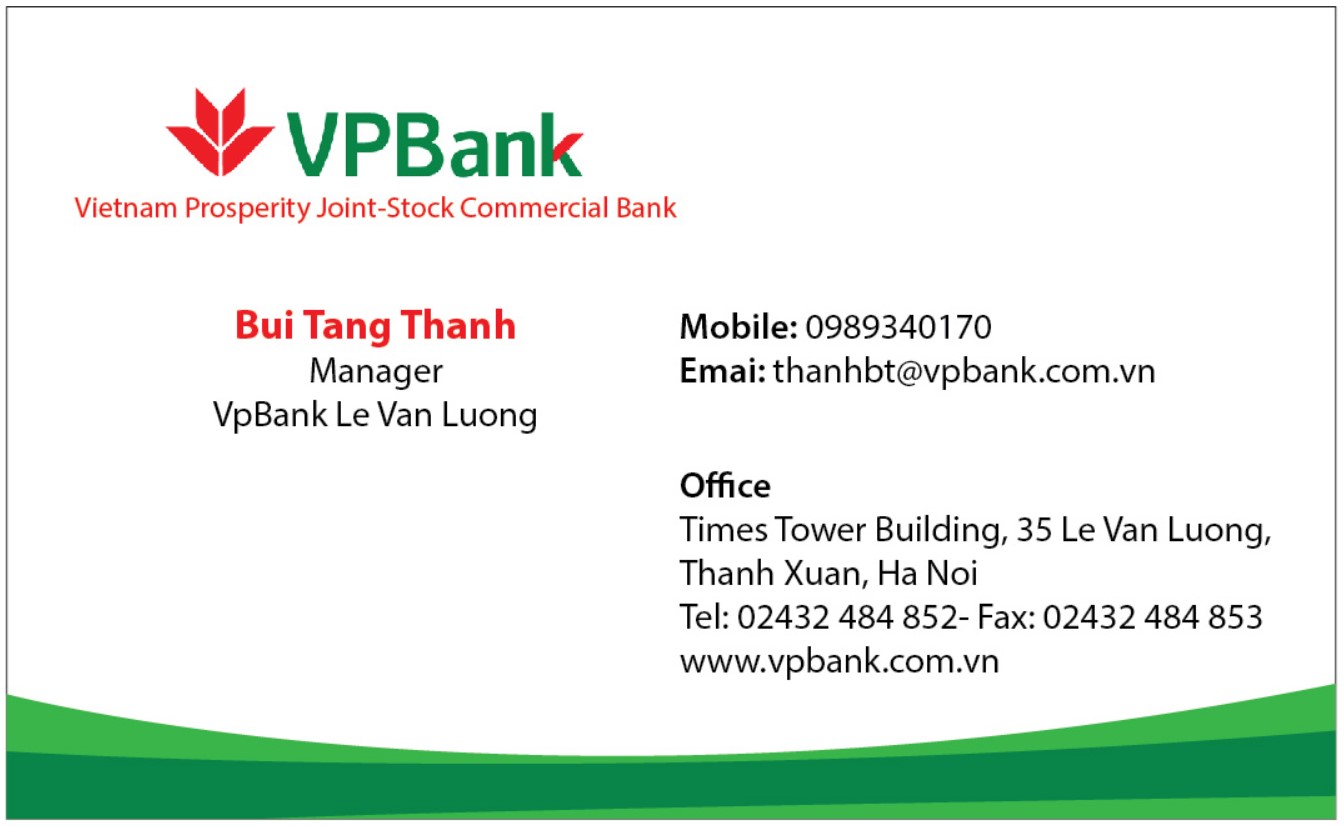 VPBank
Vietnam Prosperity Joint-Stock Commercial Bank
Bui Tang Thanh
Manager
VpBank Le Van Luong
Mobile: 0989340170
Emai: thanhbt@vpbank.com.vn
Office
Times Tower Building, 35 Le Van Luong,
Thanh Xuan, Ha Noi
Tel: 02432 484 852- Fax: 02432 484 853
www.vpbank.com.vn